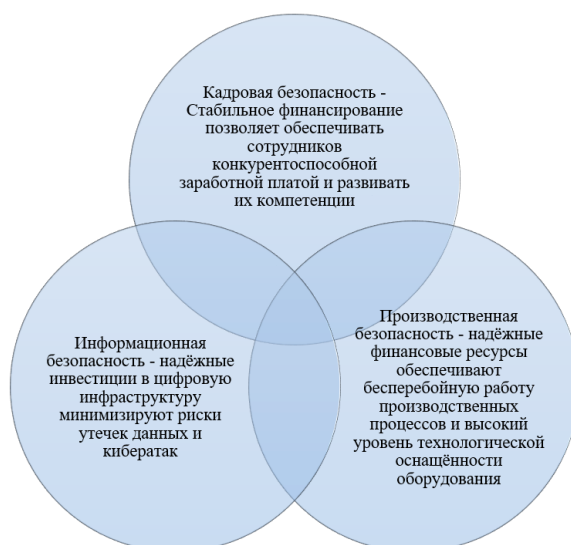 Кадровая безопасность -
Стабильное финансирование
позволяет обеспечивать
сотрудников
конкурентоспособной
заработной платой и развивать
их компетенции
Информационная
безопасность - надёжные
инвестиции в цифровую
инфраструктуру
минимизируют риски
утечек данных и
кибератак
Производственная
безопасность - надёжные
финансовые ресурсы
обеспечивают
бесперебойную работу
производственных
процессов и высокий
уровень технологической
оснащённости
оборудования